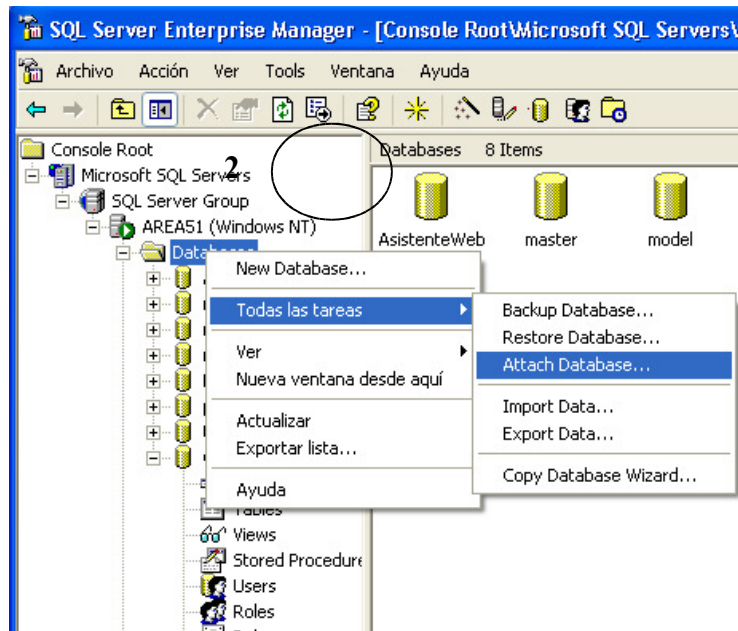 SQL Server Enterprise Manager - [Console Root\Microsoft SQL Servers\
Archivo Acción Ver Tools Ventana Ayuda
Console Root
Databases 8 Items
2
Microsoft SQL Servers
SQL Server Group
AREA51 (Windows NT)
Databases
AsistenteWeb master model
New Database...
Todas las tareas
Ver
Nueva ventana desde aquí
Actualizar
Exportar lista...
Ayuda
Backup Database...
Restore Database...
Attach Database...
Import Data...
Export Data...
Copy Database Wizard...
Tables
Views
Stored Procedure
Users
Roles